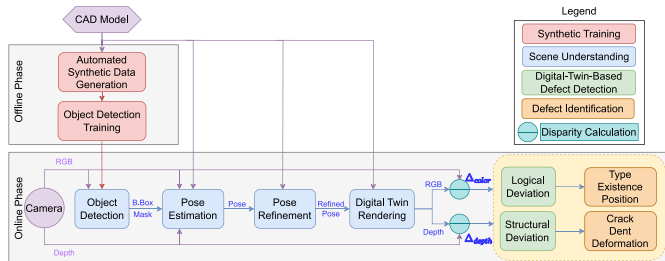 CAD Model
Legend
Synthetic Training
Scene Understanding
Digital-Twin-Based
Defect Detection
Defect Identification
Disparity Calculation
Offline Phase
Automated
Synthetic Data
Generation
Object Detection
Training
Online Phase
RGB
Camera
Depth
Object
Detection
B.Box
Mask
Pose
Estimation
Pose
Pose
Refinement
Refined
Pose
Digital Twin
Rendering
RGB
Depth
Δcolor
Δdepth
Logical
Deviation
Type
Existence
Position
Structural
Deviation
Crack
Dent
Deformation